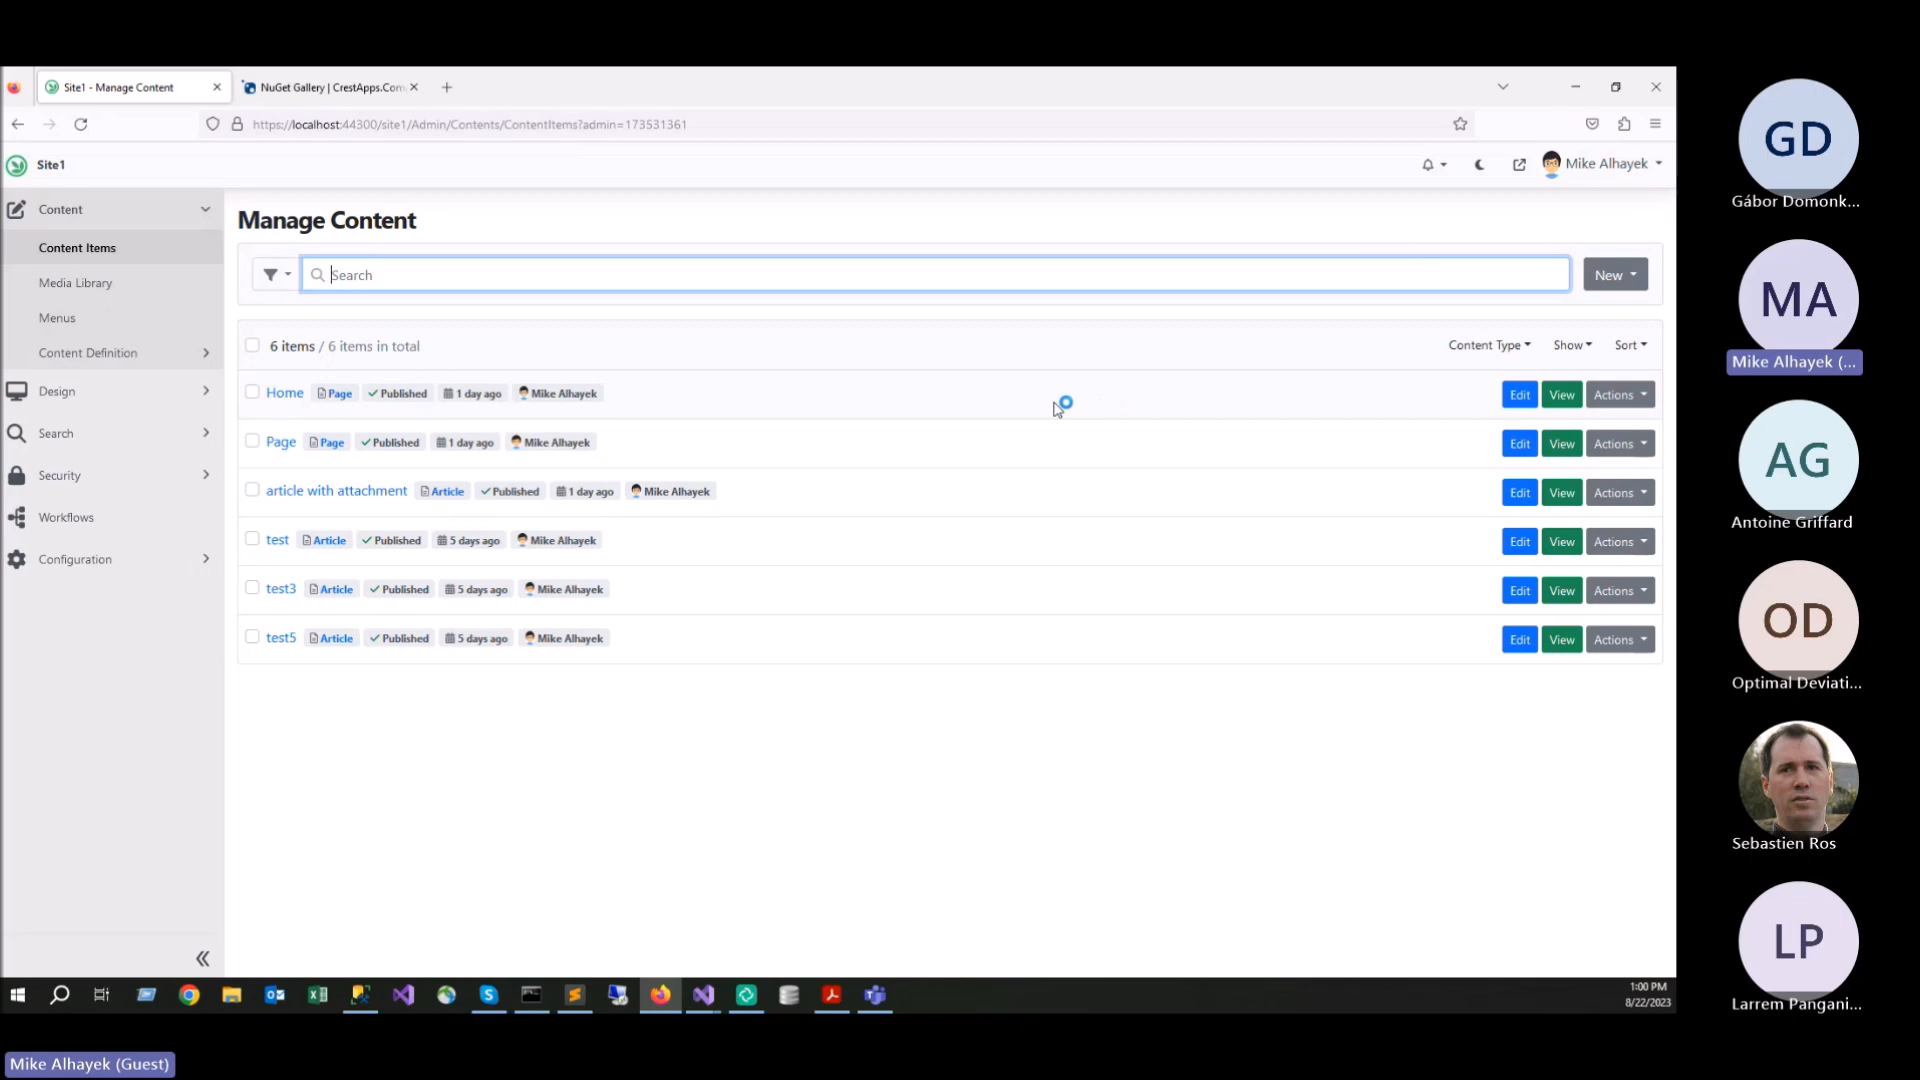 Site1 - Manage Content
NuGet Gallery | CrestApps.Com
https://localhost:44300/site1/Admin/Contents/ContentItems?admin=173531361
Site1
Mike Alhayek
Content
Content Items
Media Library
Menus
Content Definition
Design
Search
Security
Workflows
Configuration
Manage Content
Search
New
6 items / 6 items in total
Content Type
Show
Sort
Home Page Published 1 day ago Mike Alhayek Edit View Actions
Page Page Published 1 day ago Mike Alhayek Edit View Actions
article with attachment Article Published 1 day ago Mike Alhayek Edit View Actions
test Article Published 5 days ago Mike Alhayek Edit View Actions
test3 Article Published 5 days ago Mike Alhayek Edit View Actions
test5 Article Published 5 days ago Mike Alhayek Edit View Actions
1:00 PM
8/22/2023
GD
Gábor Domonk...
MA
Mike Alhayek (...
AG
Antoine Griffard
OD
Optimal Deviati...
Sebastien Ros
LP
Larrem Pangani...
Mike Alhayek (Guest)